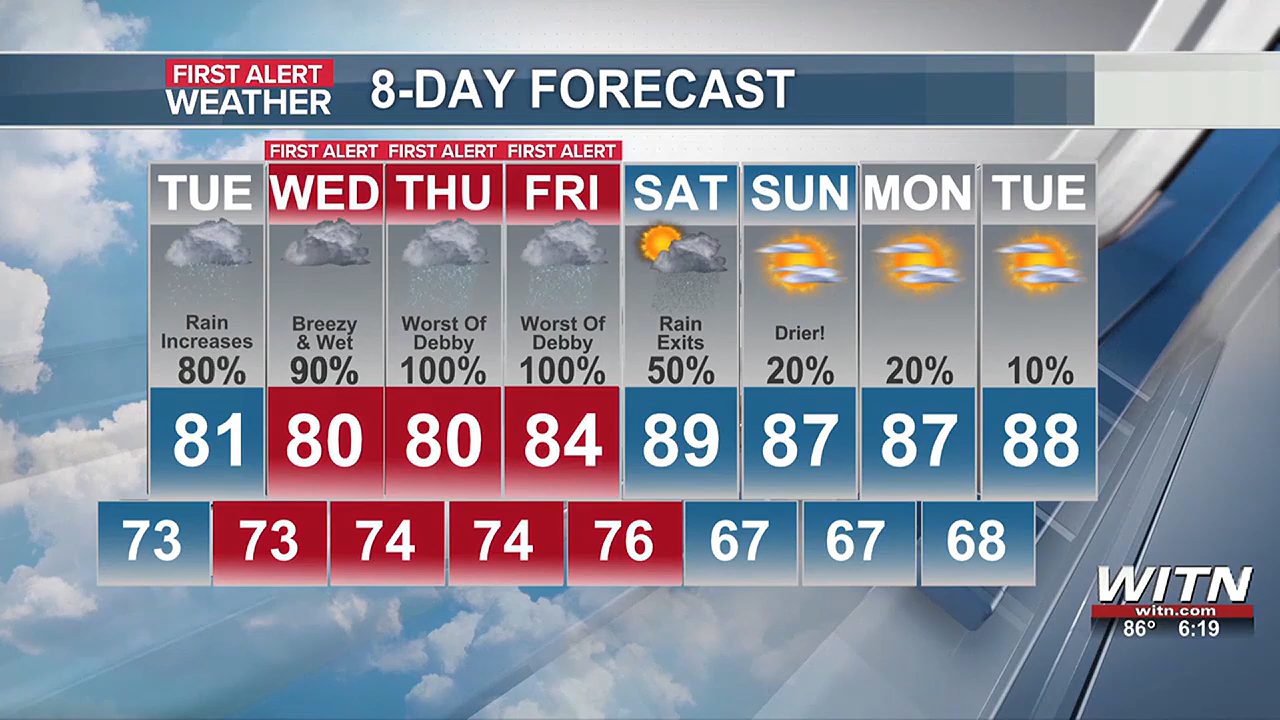 FIRST ALERT
WEATHER
8-DAY FORECAST
FIRST ALERT FIRST ALERT FIRST ALERT
TUE WED THU FRI SAT SUN MON TUE
Rain Increases
Breezy & Wet
Worst Of Debby
Worst Of Debby
Rain Exits
Drier!
80% 90% 100% 100% 50% 20% 20% 10%
81 80 80 84 89 87 87 88
73 73 74 74 76 67 67 68
WITN
witn.com
86° 6:19